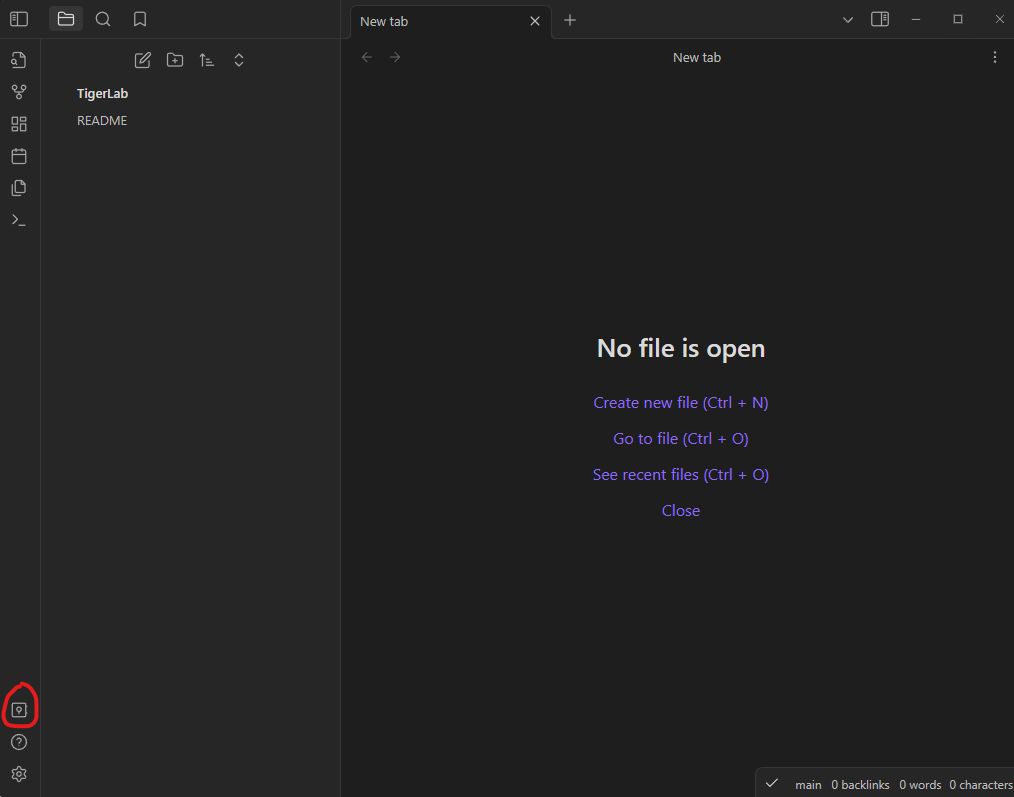 New tab
New tab
TigerLab
README
No file is open
Create new file (Ctrl + N)
Go to file (Ctrl + O)
See recent files (Ctrl + O)
Close
main 0 backlinks 0 words 0 characters